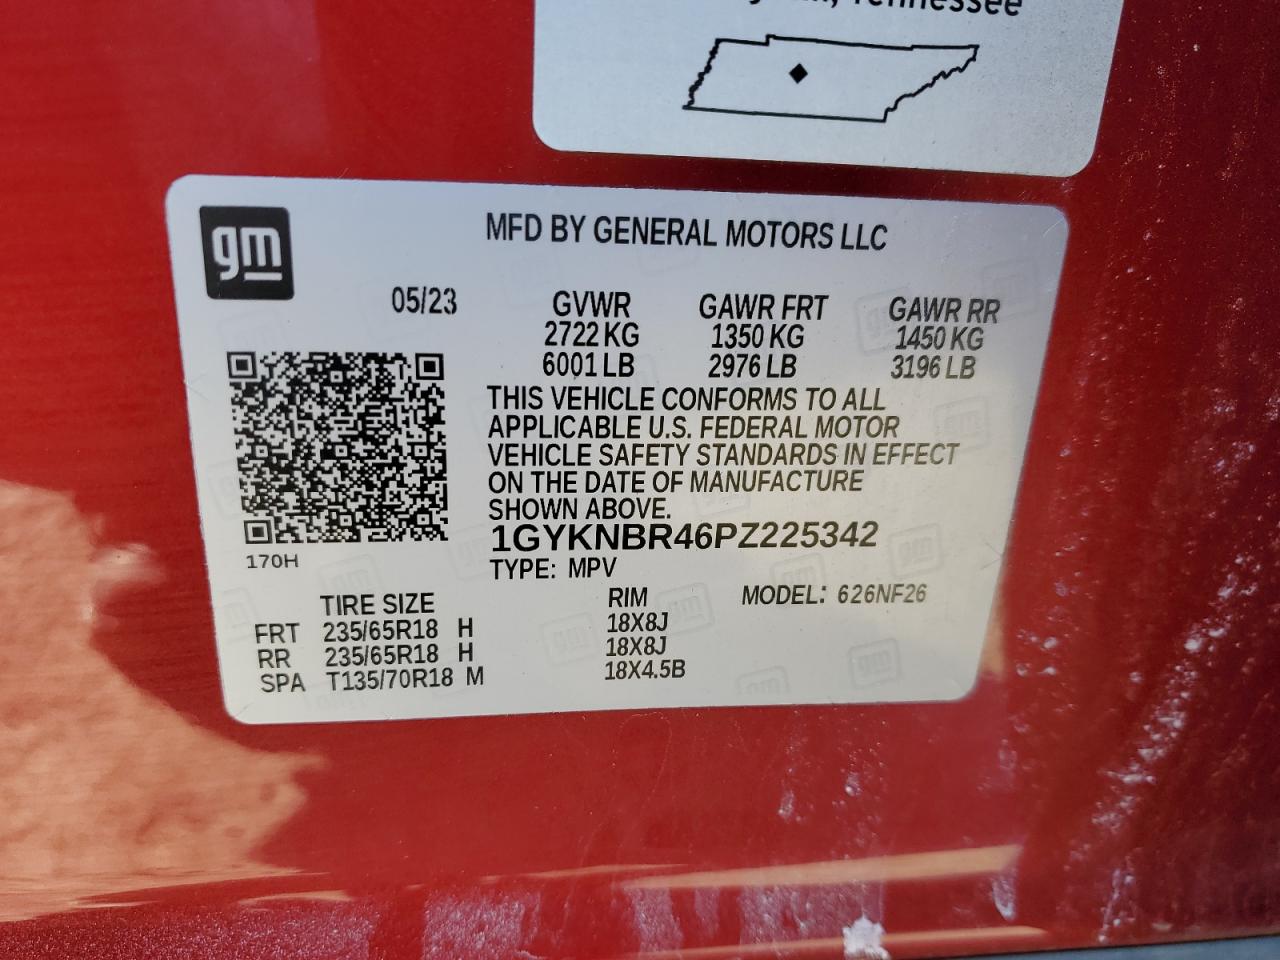 Tennessee
gm
MFD BY GENERAL MOTORS LLC
05/23 GVWR GAWR FRT GAWR RR
2722 KG 1350 KG 1450 KG
6001 LB 2976 LB 3196 LB
THIS VEHICLE CONFORMS TO ALL
APPLICABLE U.S. FEDERAL MOTOR
VEHICLE SAFETY STANDARDS IN EFFECT
ON THE DATE OF MANUFACTURE
SHOWN ABOVE.
1GYKNBR46PZ225342
170H
TYPE: MPV
TIRE SIZE RIM MODEL: 626NF26
FRT 235/65R18 H 18X8J
RR 235/65R18 H 18X8J
SPA T135/70R18 M 18X4.5B